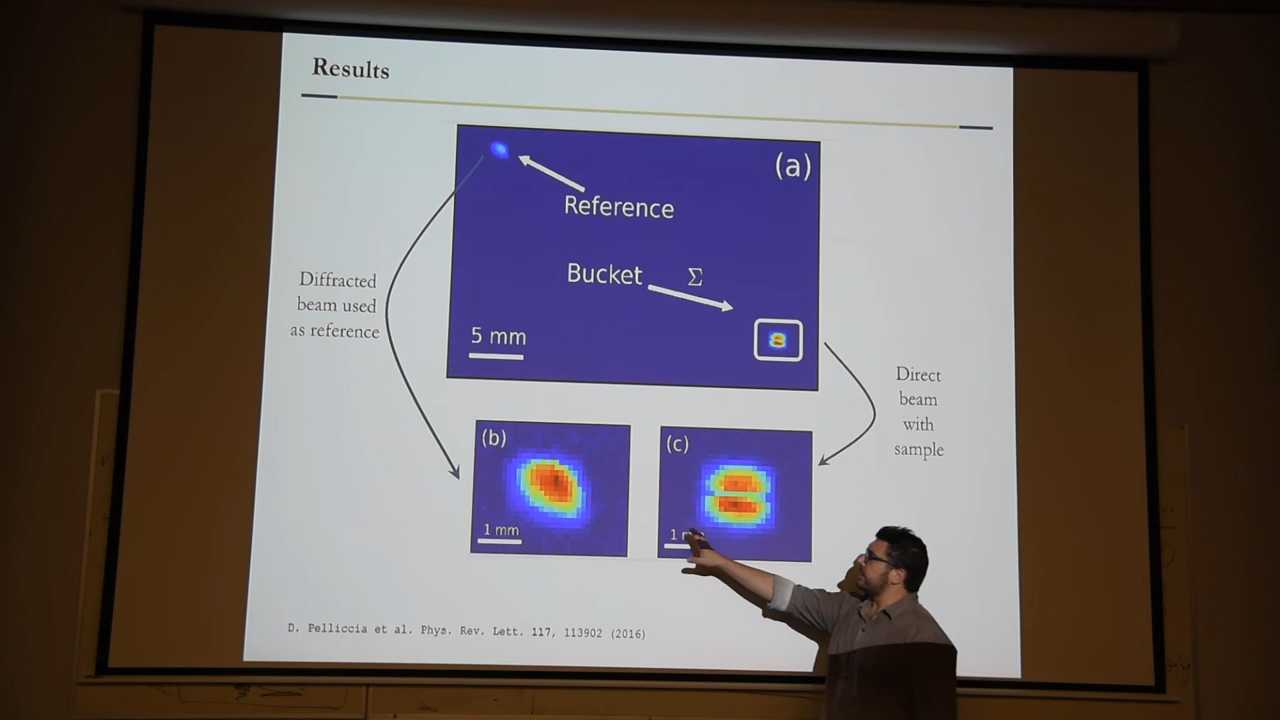 Results
(a)
Reference
Bucket Σ
5 mm
Diffracted
beam used
as reference
Direct
beam
with
sample
(b)
1 mm
(c)
1
D. Pelliccia et al. Phys. Rev. Lett. 117, 113902 (2016)